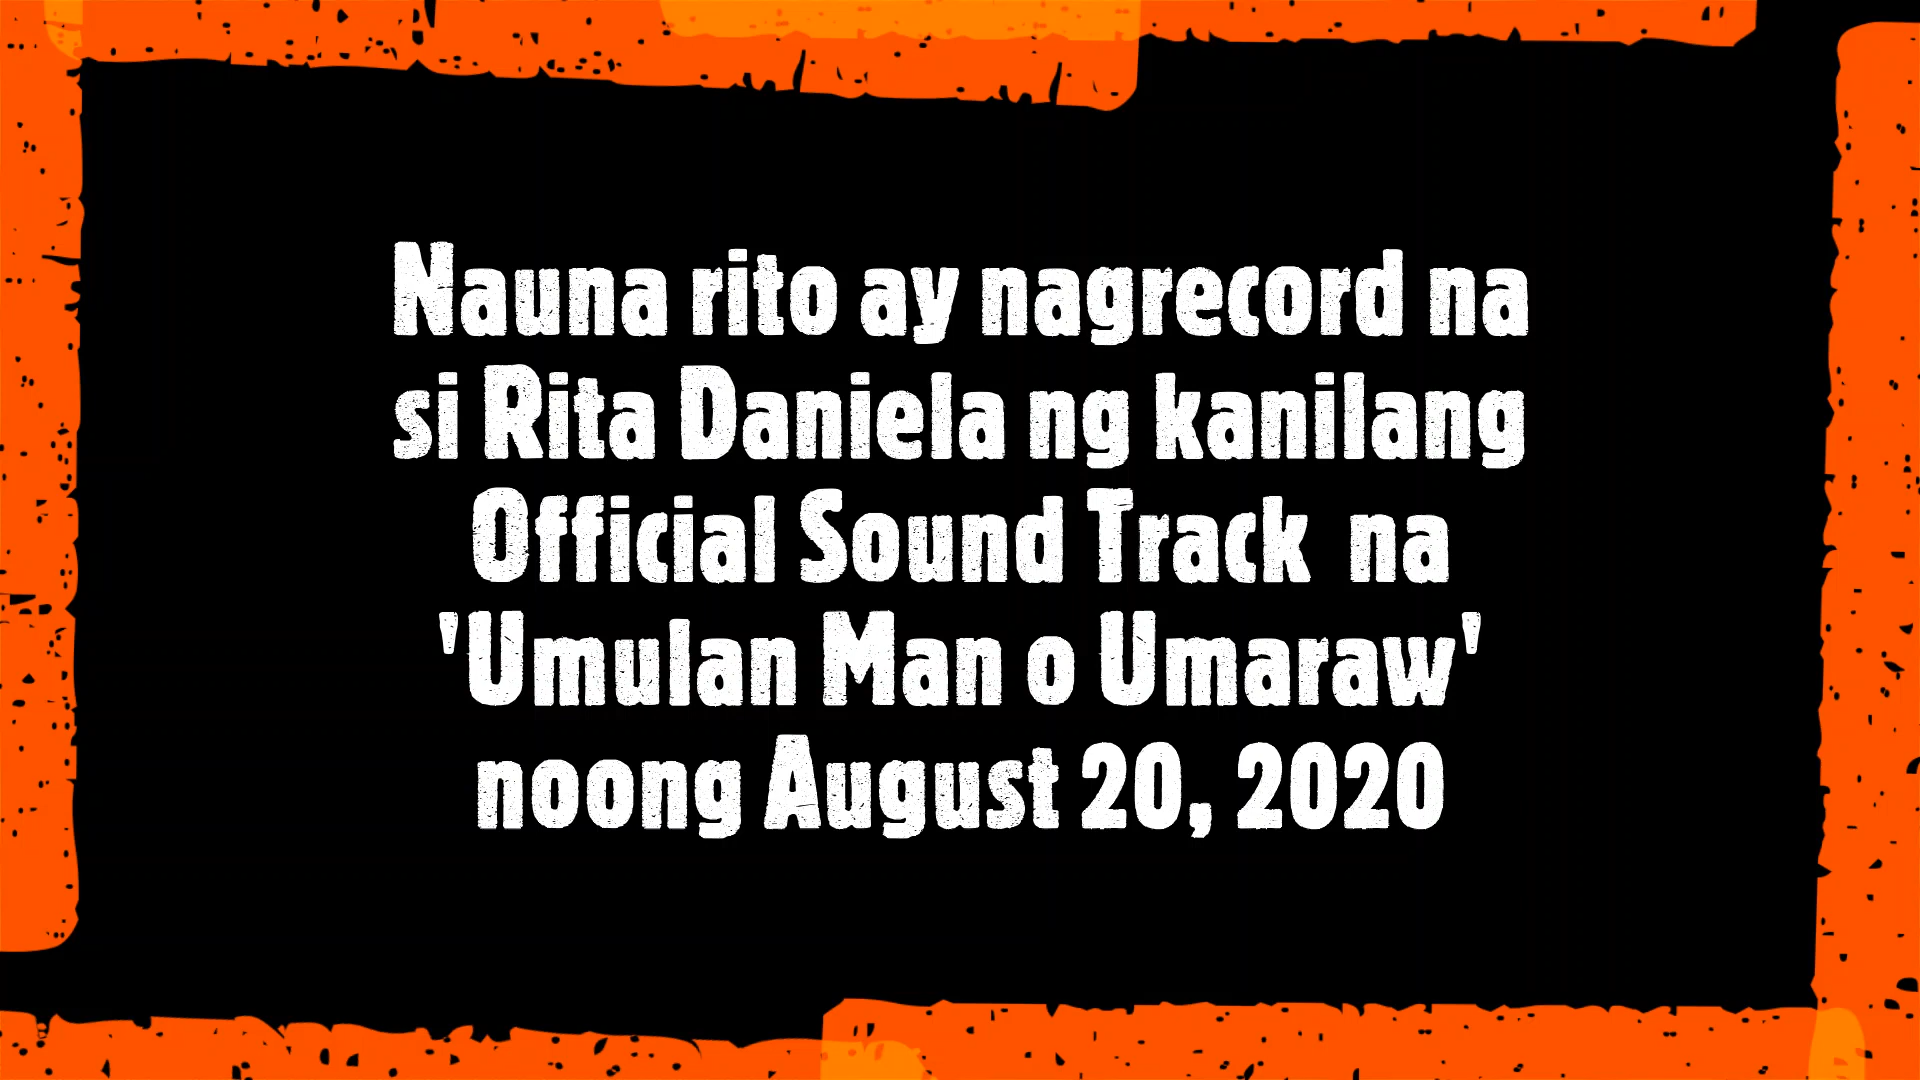 Nauna rito ay nagrecord na
si Rita Daniela ng kanilang
Official Sound Track na
'Umulan Man o Umaraw'
noong August 20, 2020